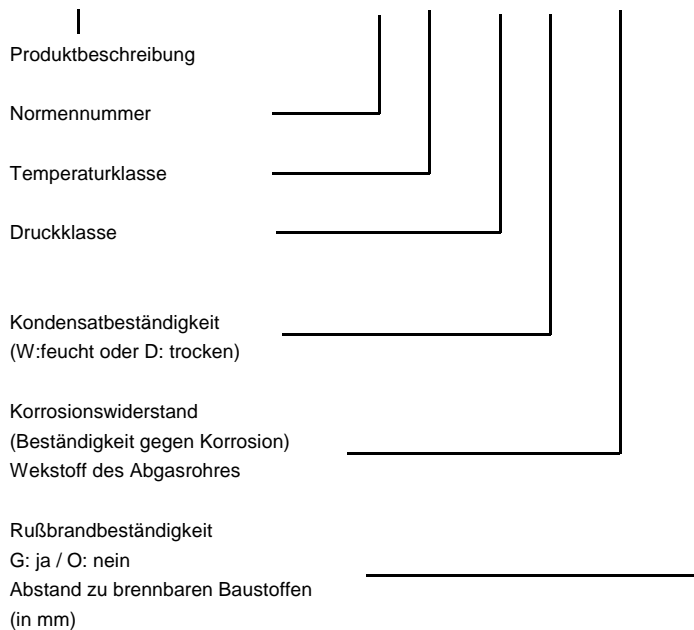 Produktbeschreibung
Normennummer
Temperaturklasse
Druckklasse
Kondensatbeständigkeit
(W:feucht oder D: trocken)
Korrosionswiderstand
(Beständigkeit gegen Korrosion)
Wekstoff des Abgasrohres
Rußbrandbeständigkeit
G: ja / O: nein
Abstand zu brennbaren Baustoffen
(in mm)